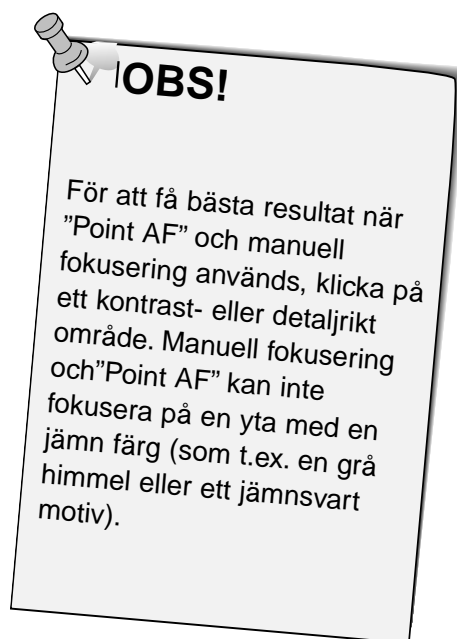 OBS!
För att få bästa resultat när
”Point AF” och manuell
fokusering används, klicka på
ett kontrast- eller detaljrikt
område. Manuell fokusering
och”Point AF” kan inte
fokusera på en yta med en
jämn färg (som t.ex. en grå
himmel eller ett jämnsvart
motiv).